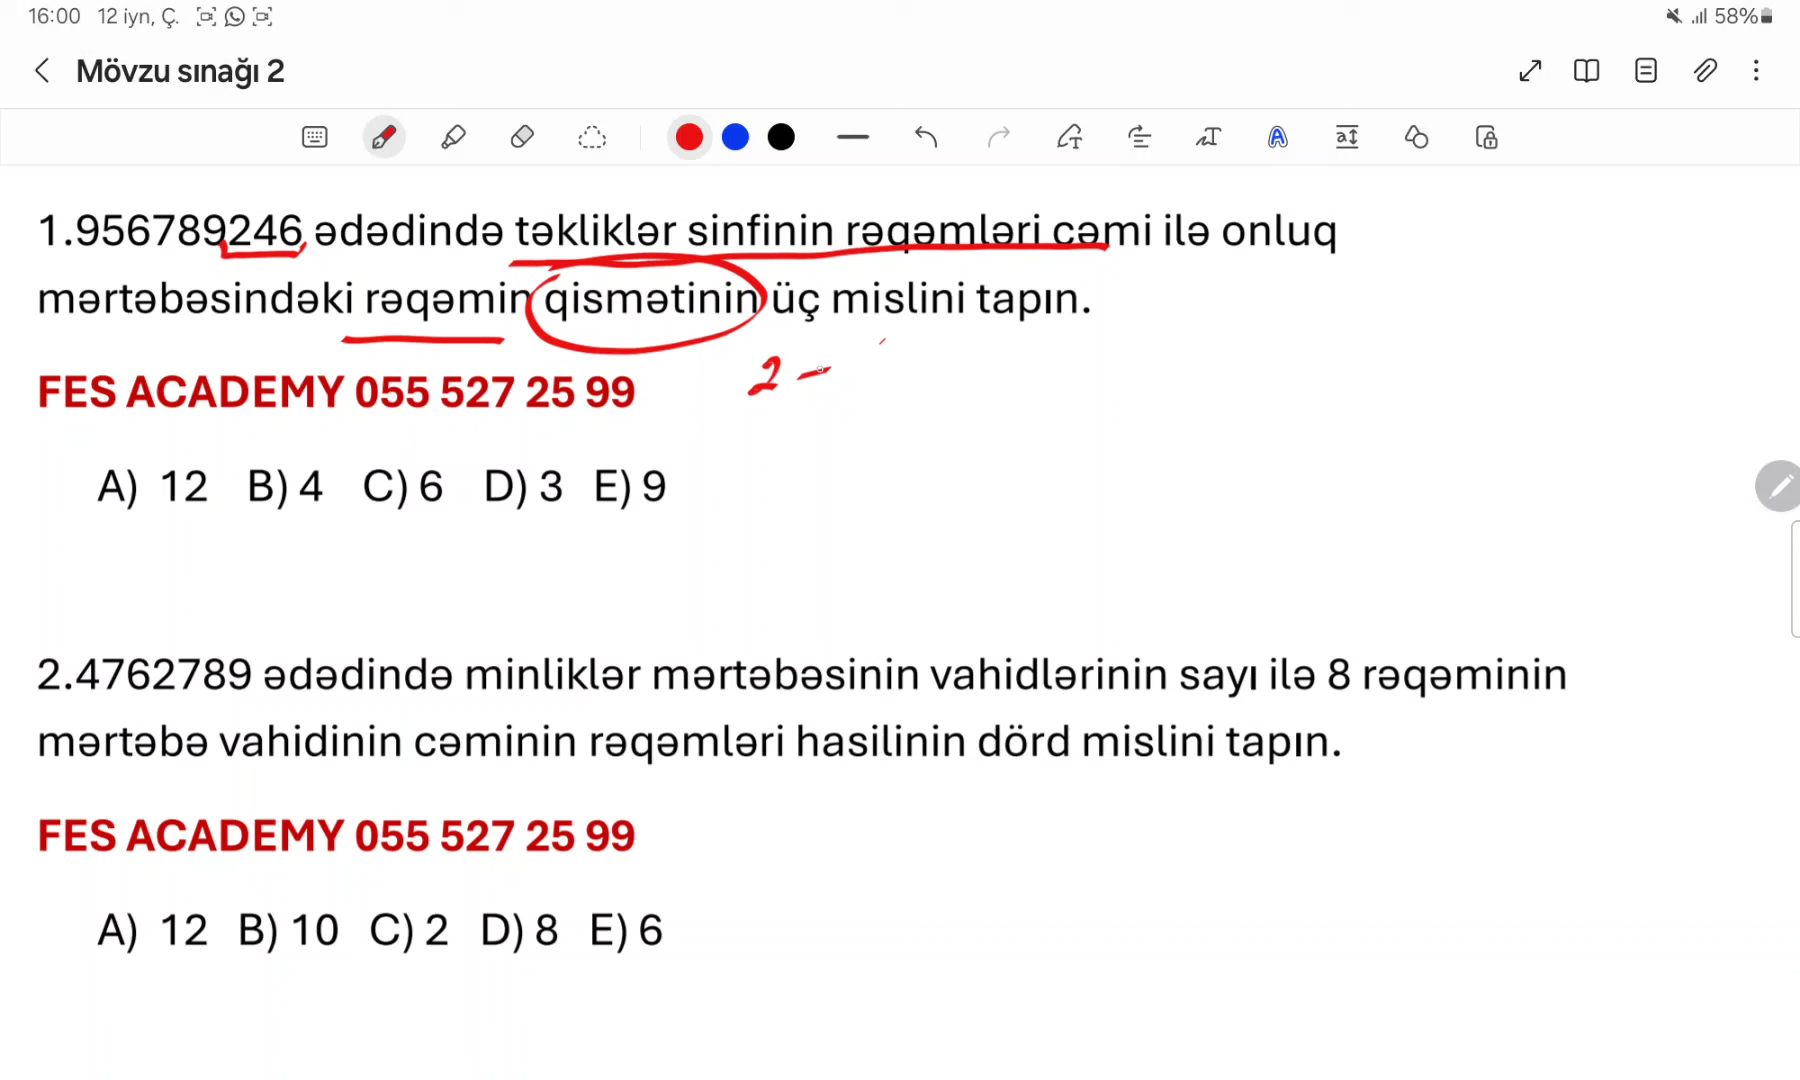 16:00 12 iyn, Ç. 58%
Mövzu sınağı 2
1.956789246 ədədində təkliklər sinfinin rəqəmləri cəmi ilə onluq
mərtəbəsindəki rəqəmin qismətinin üç mislini tapın.
2 -
FES ACADEMY 055 527 25 99
A) 12 B) 4 C) 6 D) 3 E) 9
2.4762789 ədədində minliklər mərtəbəsinin vahidlərinin sayı ilə 8 rəqəminin
mərtəbə vahidinin cəminin rəqəmləri hasilinin dörd mislini tapın.
FES ACADEMY 055 527 25 99
A) 12 B) 10 C) 2 D) 8 E) 6